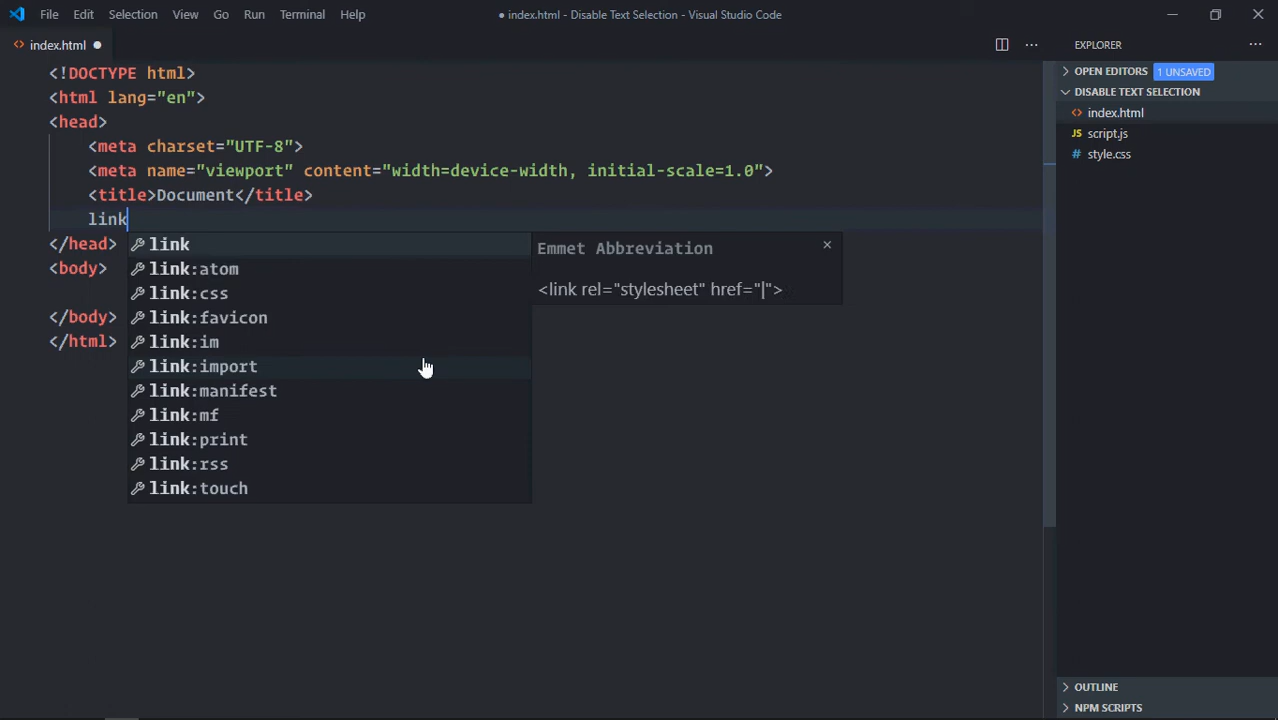 File Edit Selection View Go Run Terminal Help ● index.html - Disable Text Selection - Visual Studio Code
<> index.html ●
EXPLORER
<!DOCTYPE html>
<html lang="en">
<head>
<meta charset="UTF-8">
<meta name="viewport" content="width=device-width, initial-scale=1.0">
<title>Document</title>
link
</head>
<body>
</body>
</html>
link
link:atom
link:css
link:favicon
link:im
link:import
link:manifest
link:mf
link:print
link:rss
link:touch
Emmet Abbreviation ×
<link rel="stylesheet" href="|">
OPEN EDITORS 1 UNSAVED
DISABLE TEXT SELECTION
<> index.html
JS script.js
# style.css
OUTLINE
NPM SCRIPTS